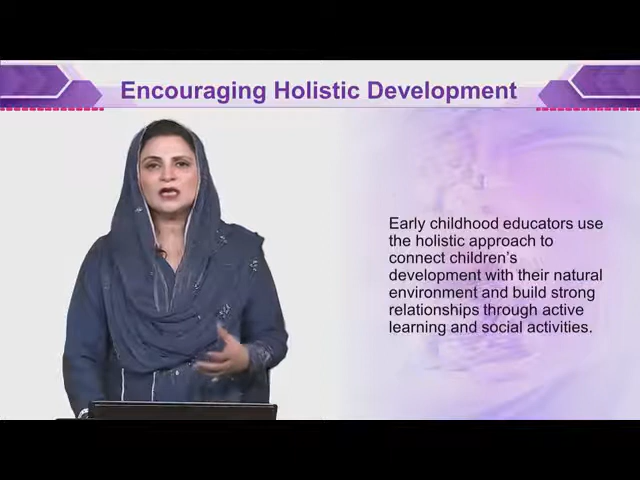 Encouraging Holistic Development
Early childhood educators use
the holistic approach to
connect children's
development with their natural
environment and build strong
relationships through active
learning and social activities.